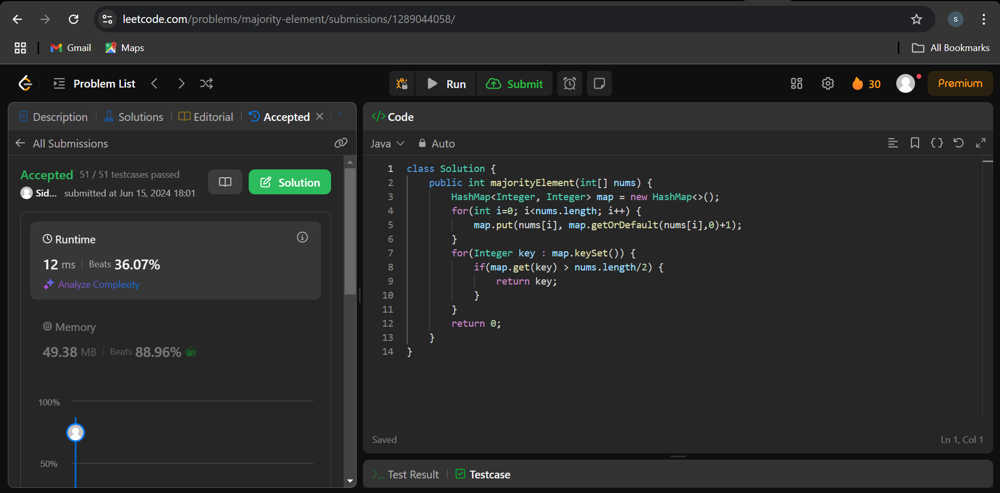 leetcode.com/problems/majority-element/submissions/1289044058/
S
Gmail
Maps
All Bookmarks
Problem List
Run
Submit
30
Premium
Description
Solutions
Editorial
Accepted
All Submissions
Accepted 51 / 51 testcases passed
Sid... submitted at Jun 15, 2024 18:01
Solution
Runtime
12 ms Beats 36.07%
Analyze Complexity
Memory
49.38 MB Beats 88.96%
100%
50%
Code
Java Auto
1 class Solution {
2 public int majorityElement(int[] nums) {
3 HashMap<Integer, Integer> map = new HashMap<>();
4 for(int i=0; i<nums.length; i++) {
5 map.put(nums[i], map.getOrDefault(nums[i],0)+1);
6 }
7 for(Integer key : map.keySet()) {
8 if(map.get(key) > nums.length/2) {
9 return key;
10 }
11 }
12 return 0;
13 }
14 }
Saved
Ln 1, Col 1
Test Result
Testcase